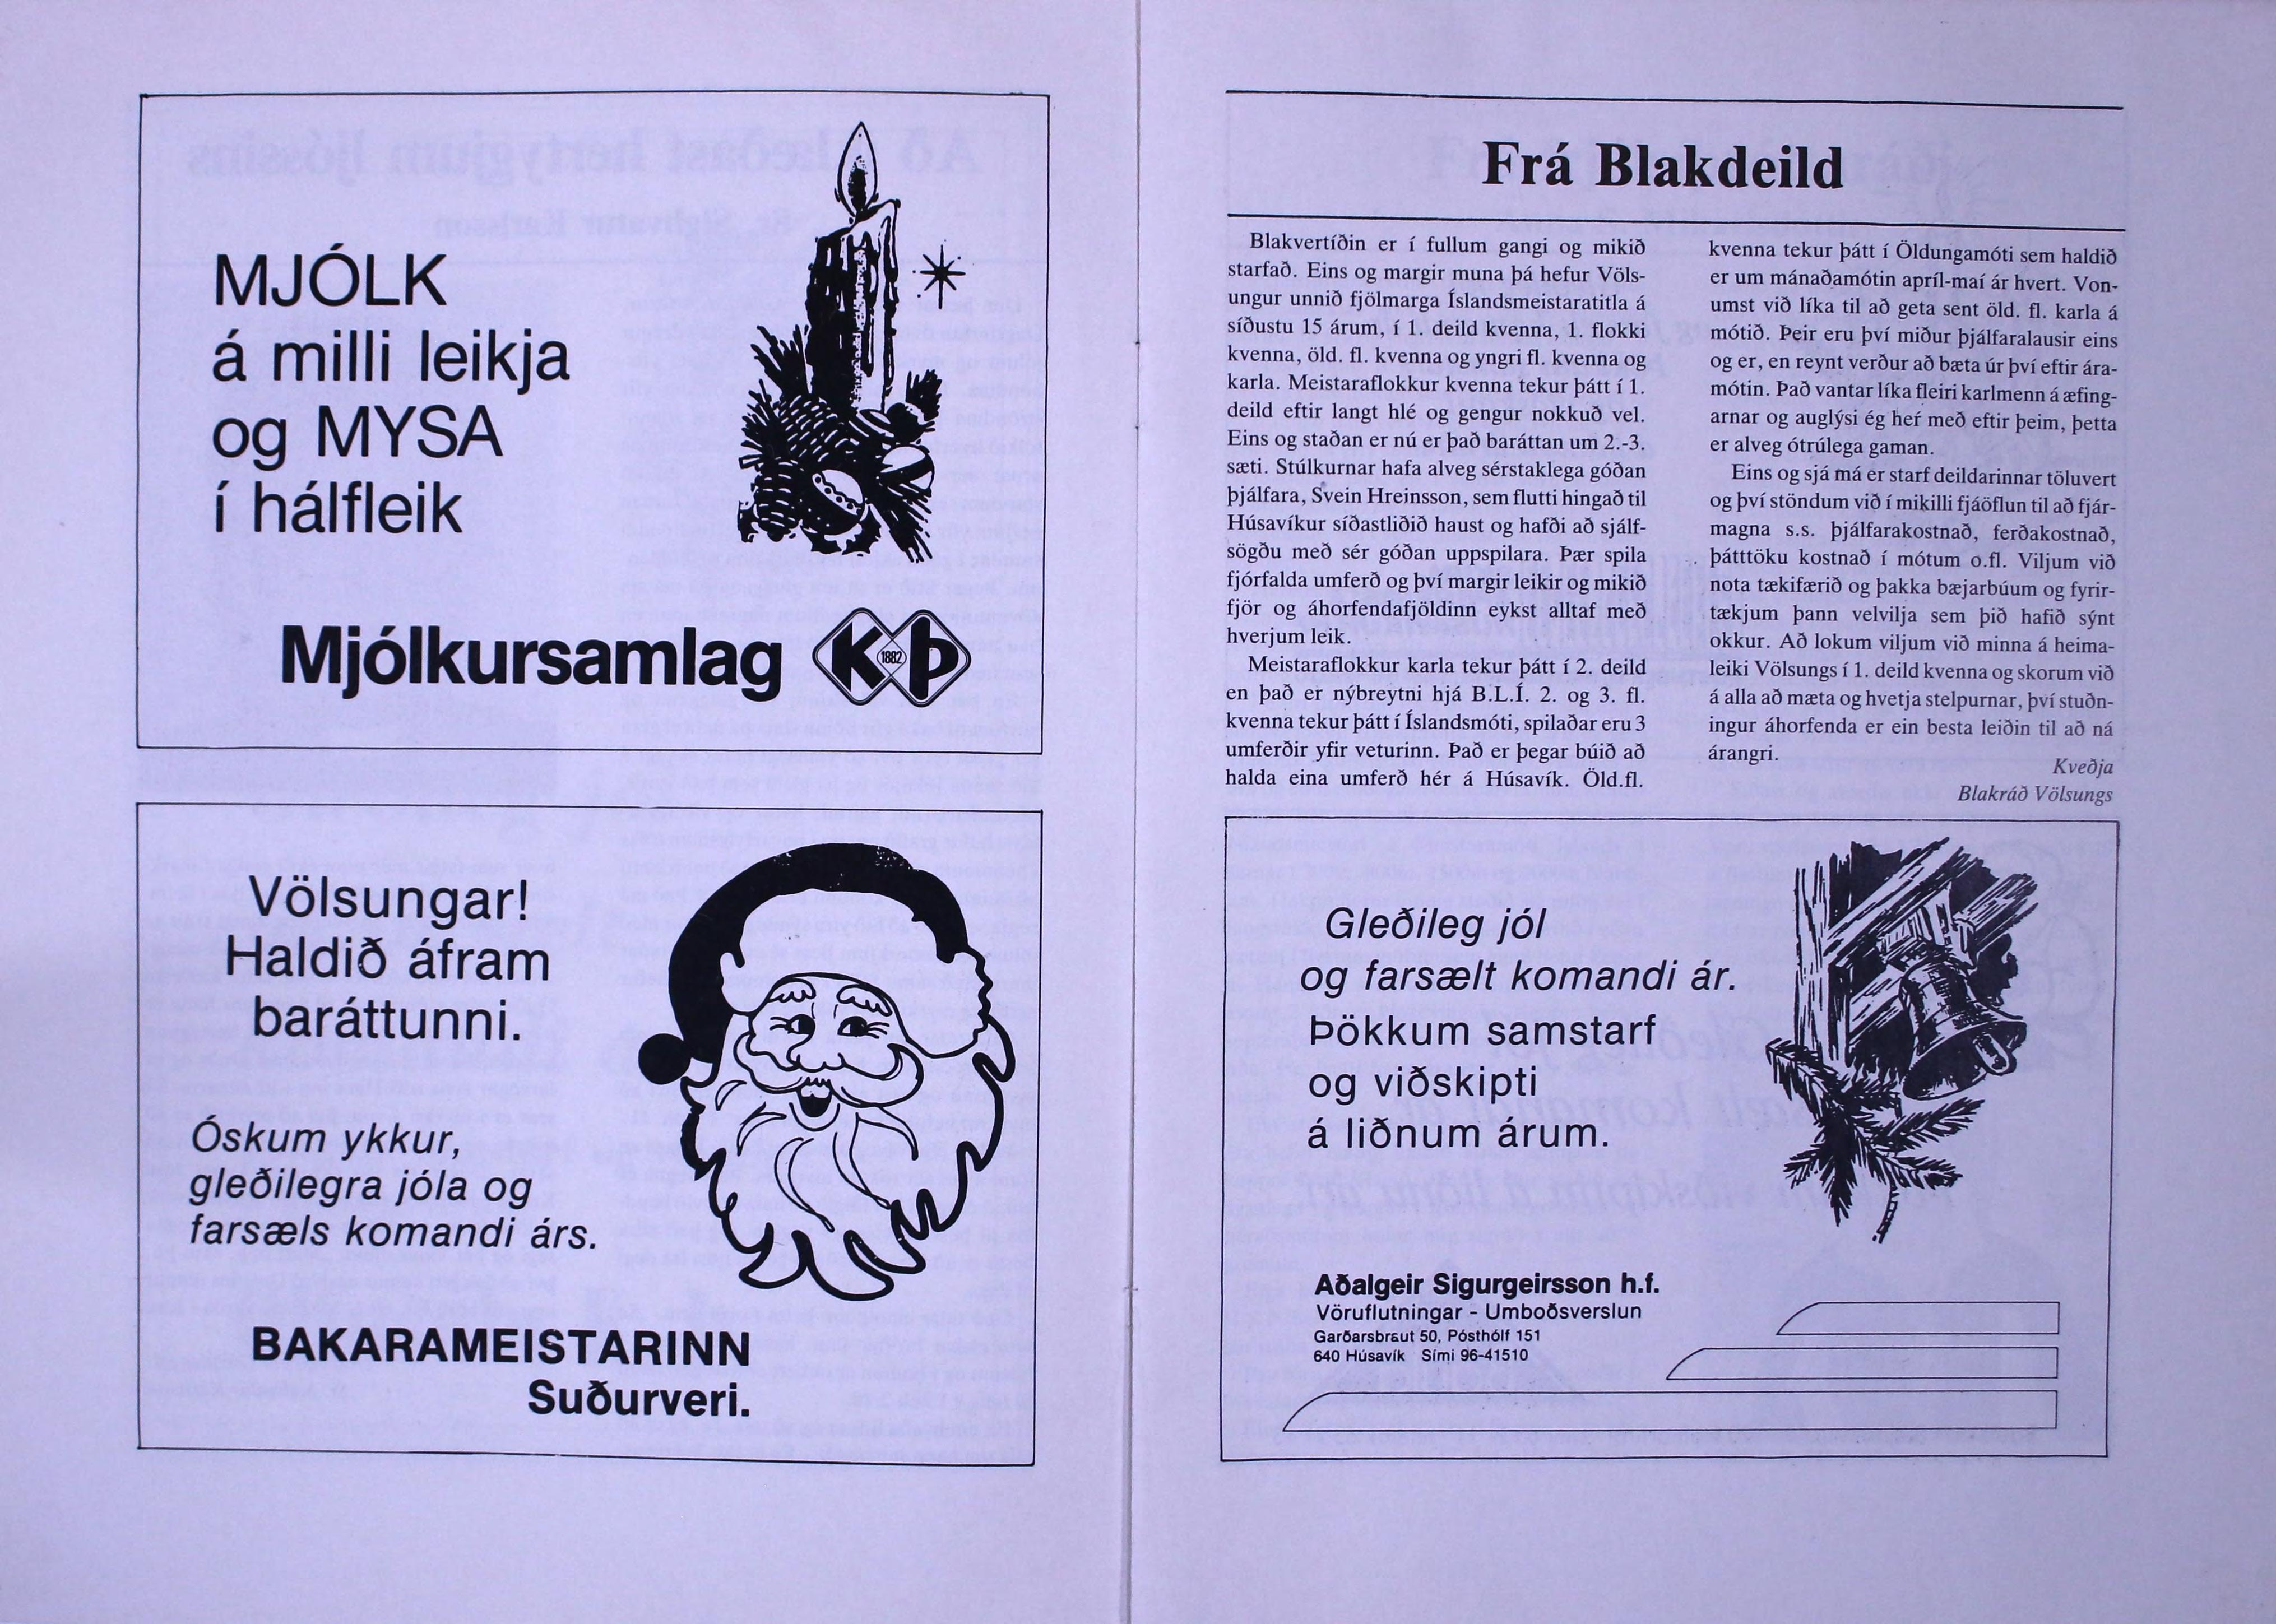 MJÓLK
á milli leikja
og MYSA
í hálfleik
Mjólkursamlag K 1882 Þ
Völsungar!
Haldið áfram
baráttunni.
Óskum ykkur,
gleðilegra jóla og
farsæls komandi árs.
BAKARAMEISTARINN
Suðurveri.
Frá Blakdeild
Blakvertíðin er í fullum gangi og mikið
starfað. Eins og margir muna þá hefur Völs-
ungur unnið fjölmarga Íslandsmeistaratitla á
síðustu 15 árum, í 1. deild kvenna, 1. flokki
kvenna, öld. fl. kvenna og yngri fl. kvenna og
karla. Meistaraflokkur kvenna tekur þátt í 1.
deild eftir langt hlé og gengur nokkuð vel.
Eins og staðan er nú er það baráttan um 2.-3.
sæti. Stúlkurnar hafa alveg sérstaklega góðan
þjálfara, Svein Hreinsson, sem flutti hingað til
Húsavíkur síðastliðið haust og hafði að sjálf-
sögðu með sér góðan uppspilara. Þær spila
fjórfalda umferð og því margir leikir og mikið
fjör og áhorfendafjöldinn eykst alltaf með
hverjum leik.
Meistaraflokkur karla tekur þátt í 2. deild
en það er nýbreytni hjá B.L.Í. 2. og 3. fl.
kvenna tekur þátt í Íslandsmóti, spilaðar eru 3
umferðir yfir veturinn. Það er þegar búið að
halda eina umferð hér á Húsavík. Öld.fl.
kvenna tekur þátt í Öldungamóti sem haldið
er um mánaðamótin apríl-maí ár hvert. Von-
umst við líka til að geta sent öld. fl. karla á
mótið. Þeir eru því miður þjálfaralausir eins
og er, en reynt verður að bæta úr því eftir ára-
mótin. Það vantar líka fleiri karlmenn á æfing-
arnar og auglýsi ég hér með eftir þeim, þetta
er alveg ótrúlega gaman.
Eins og sjá má er starf deildarinnar töluvert
og því stöndum við í mikilli fjáöflun til að fjár-
magna s.s. þjálfarakostnað, ferðakostnað,
þátttöku kostnað í mótum o.fl. Viljum við
nota tækifærið og þakka bæjarbúum og fyrir-
tækjum þann velvilja sem þið hafið sýnt
okkur. Að lokum viljum við minna á heima-
leiki Völsungs í 1. deild kvenna og skorum við
á alla að mæta og hvetja stelpurnar, því stuðn-
ingur áhorfenda er ein besta leiðin til að ná
árangri.
Kveðja
Blakráð Völsungs
Gleðileg jól
og farsælt komandi ár.
Þökkum samstarf
og viðskipti
á liðnum árum.
Aðalgeir Sigurgeirsson h.f.
Vöruflutningar - Umboðsverslun
Garðarsbraut 50, Pósthólf 151
640 Húsavík Sími 96-41510